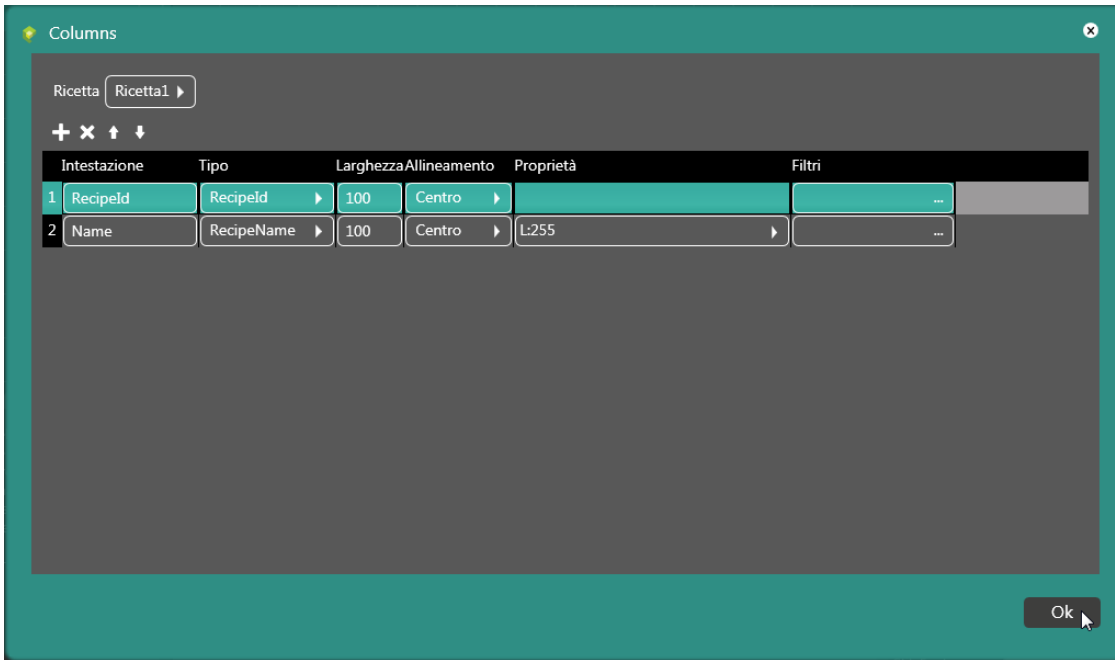 Columns
Ricetta Ricetta1
Intestazione Tipo Larghezza Allineamento Proprietà Filtri
1 RecipeId RecipeId 100 Centro ...
2 Name RecipeName 100 Centro L:255 ...
Ok